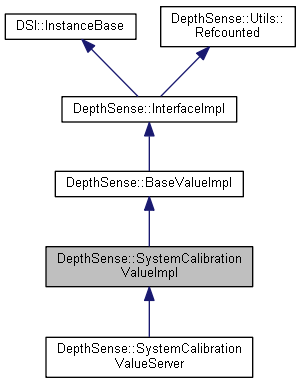 DSI::InstanceBase
DepthSense::Utils::
Refcounted
DepthSense::InterfaceImpl
DepthSense::BaseValueImpl
DepthSense::SystemCalibration
ValueImpl
DepthSense::SystemCalibration
ValueServer